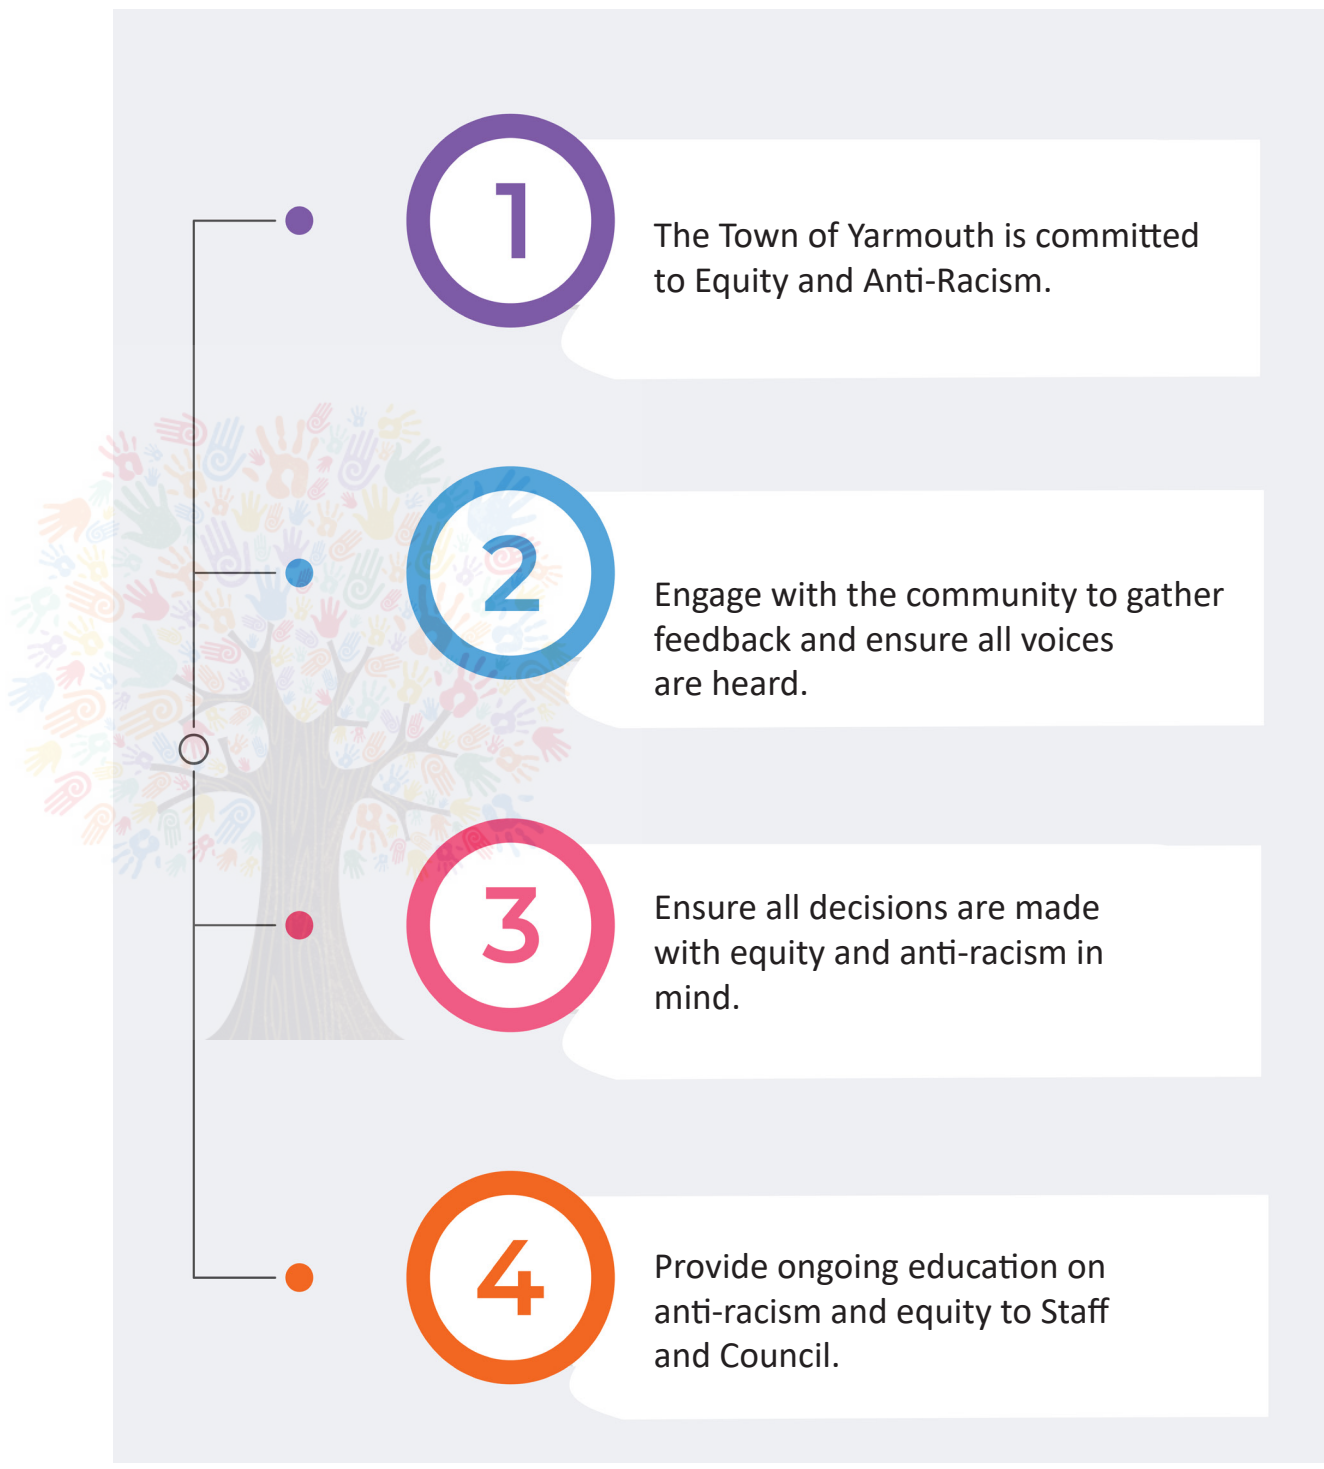 1
The Town of Yarmouth is committed
to Equity and Anti-Racism.
2
Engage with the community to gather
feedback and ensure all voices
are heard.
3
Ensure all decisions are made
with equity and anti-racism in
mind.
4
Provide ongoing education on
anti-racism and equity to Staff
and Council.